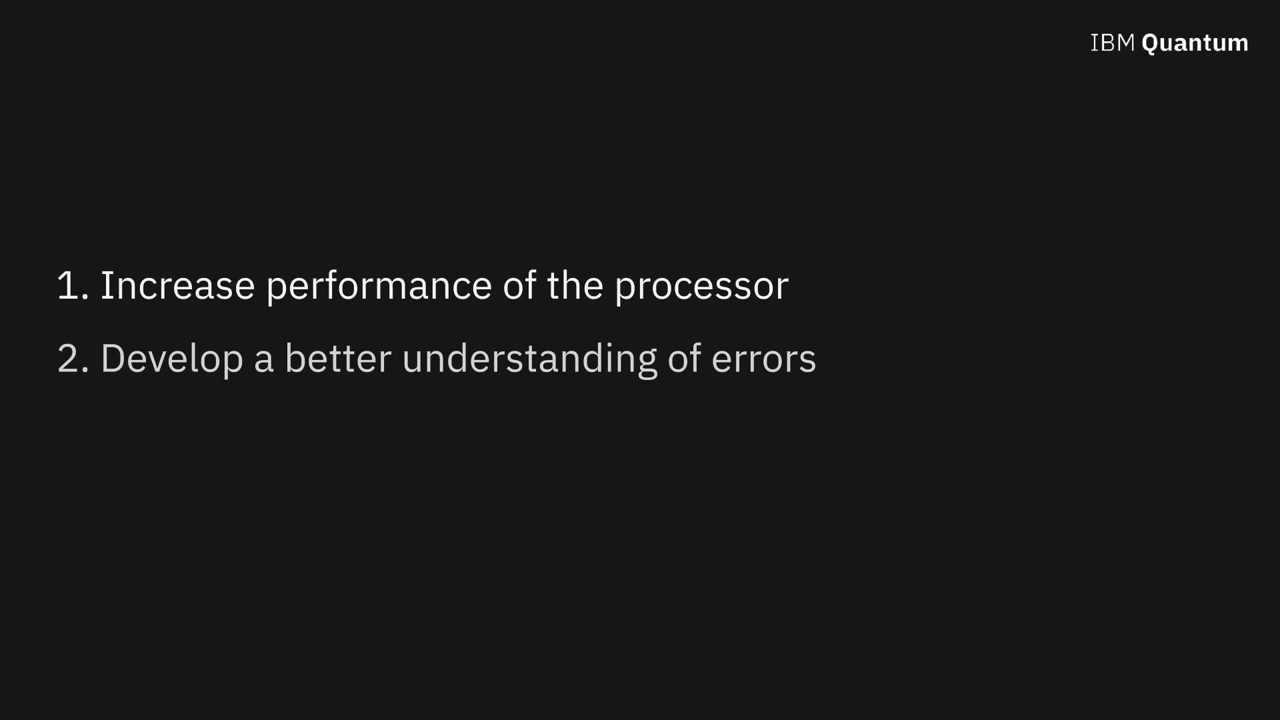 IBM Quantum
1. Increase performance of the processor
2. Develop a better understanding of errors